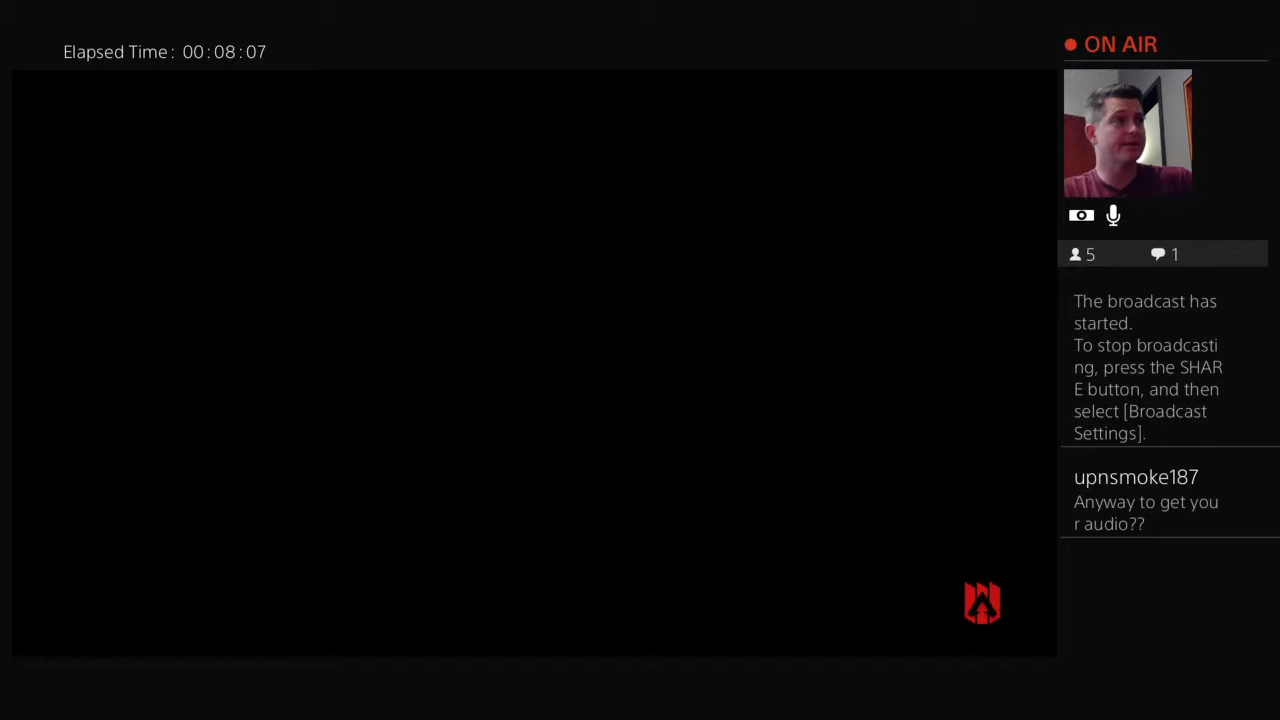 Elapsed Time: 00:08:07
ON AIR
5
1
The broadcast has
started.
To stop broadcasti
ng, press the SHAR
E button, and then
select [Broadcast
Settings].
upnsmoke187
Anyway to get you
r audio??